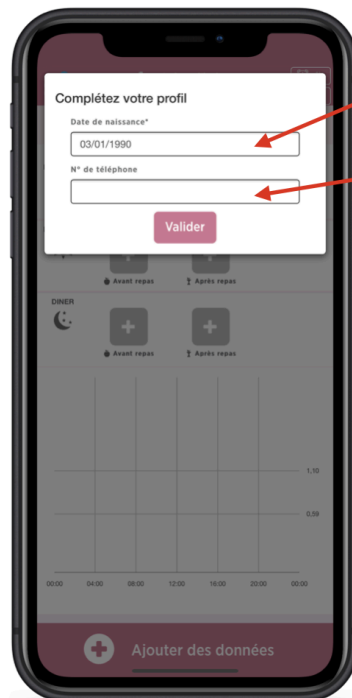 Complétez votre profil
Date de naissance*
03/01/1990
N° de téléphone
Valider
Avant repas
Après repas
DINER
Avant repas
Après repas
1,10
0,59
00:00 04:00 08:00 12:00 16:00 20:00 00:00
Ajouter des données